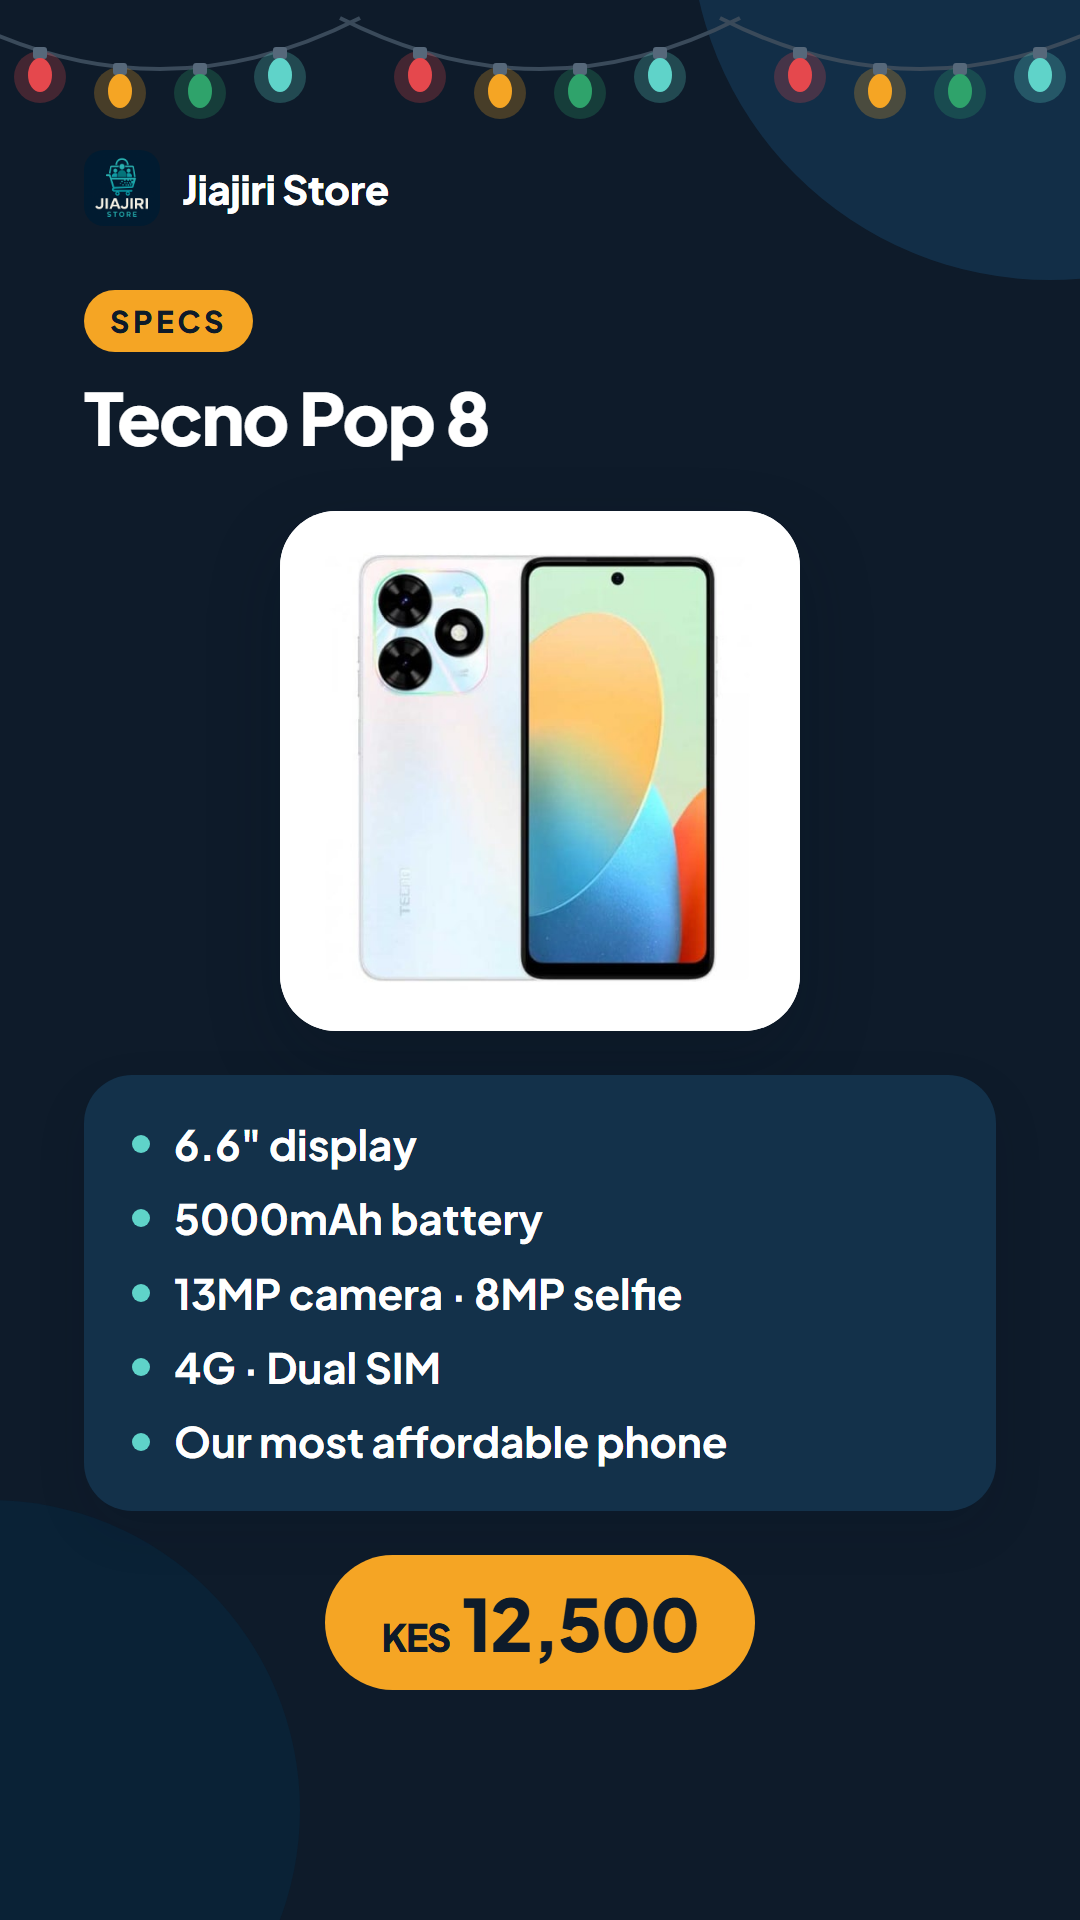 JIAJIRI
STORE
Jiajiri Store
SPECS
Tecno Pop 8
TECNO
6.6" display
5000mAh battery
13MP camera · 8MP selfie
4G · Dual SIM
Our most affordable phone
KES 12,500